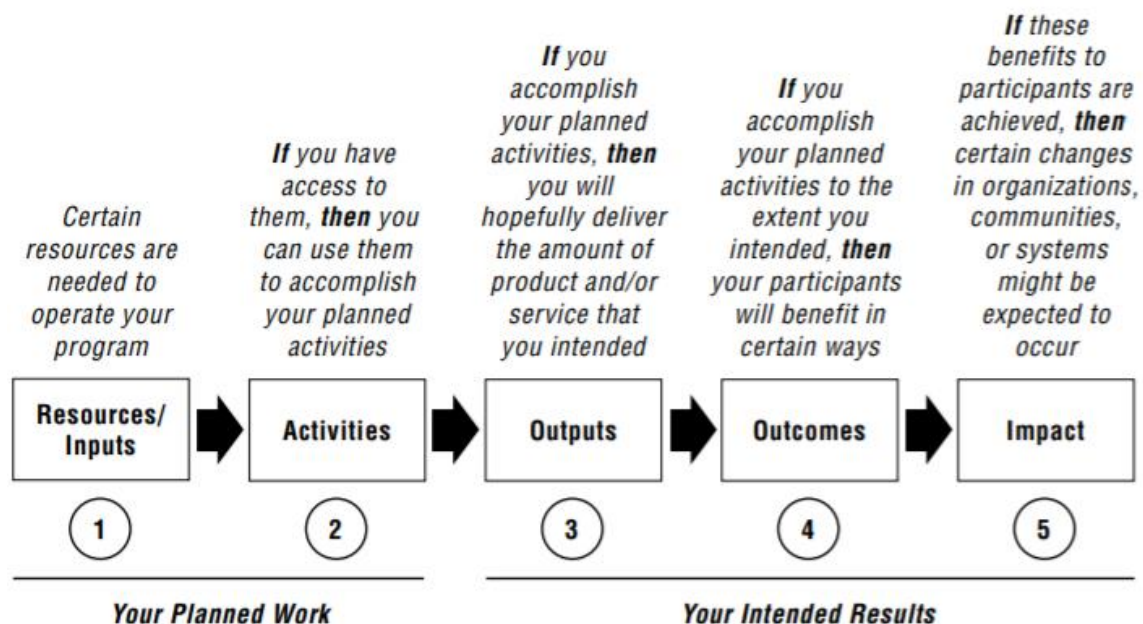 Certain
resources are
needed to
operate your
program
If you have
access to
them, then you
can use them
to accomplish
your planned
activities
If you
accomplish
your planned
activities, then
you will
hopefully deliver
the amount of
product and/or
service that
you intended
If you
accomplish
your planned
activities to the
extent you
intended, then
your participants
will benefit in
certain ways
If these
benefits to
participants are
achieved, then
certain changes
in organizations,
communities,
or systems
might be
expected to
occur
Resources/
Inputs
Activities
Outputs
Outcomes
Impact
1
2
3
4
5
Your Planned Work
Your Intended Results